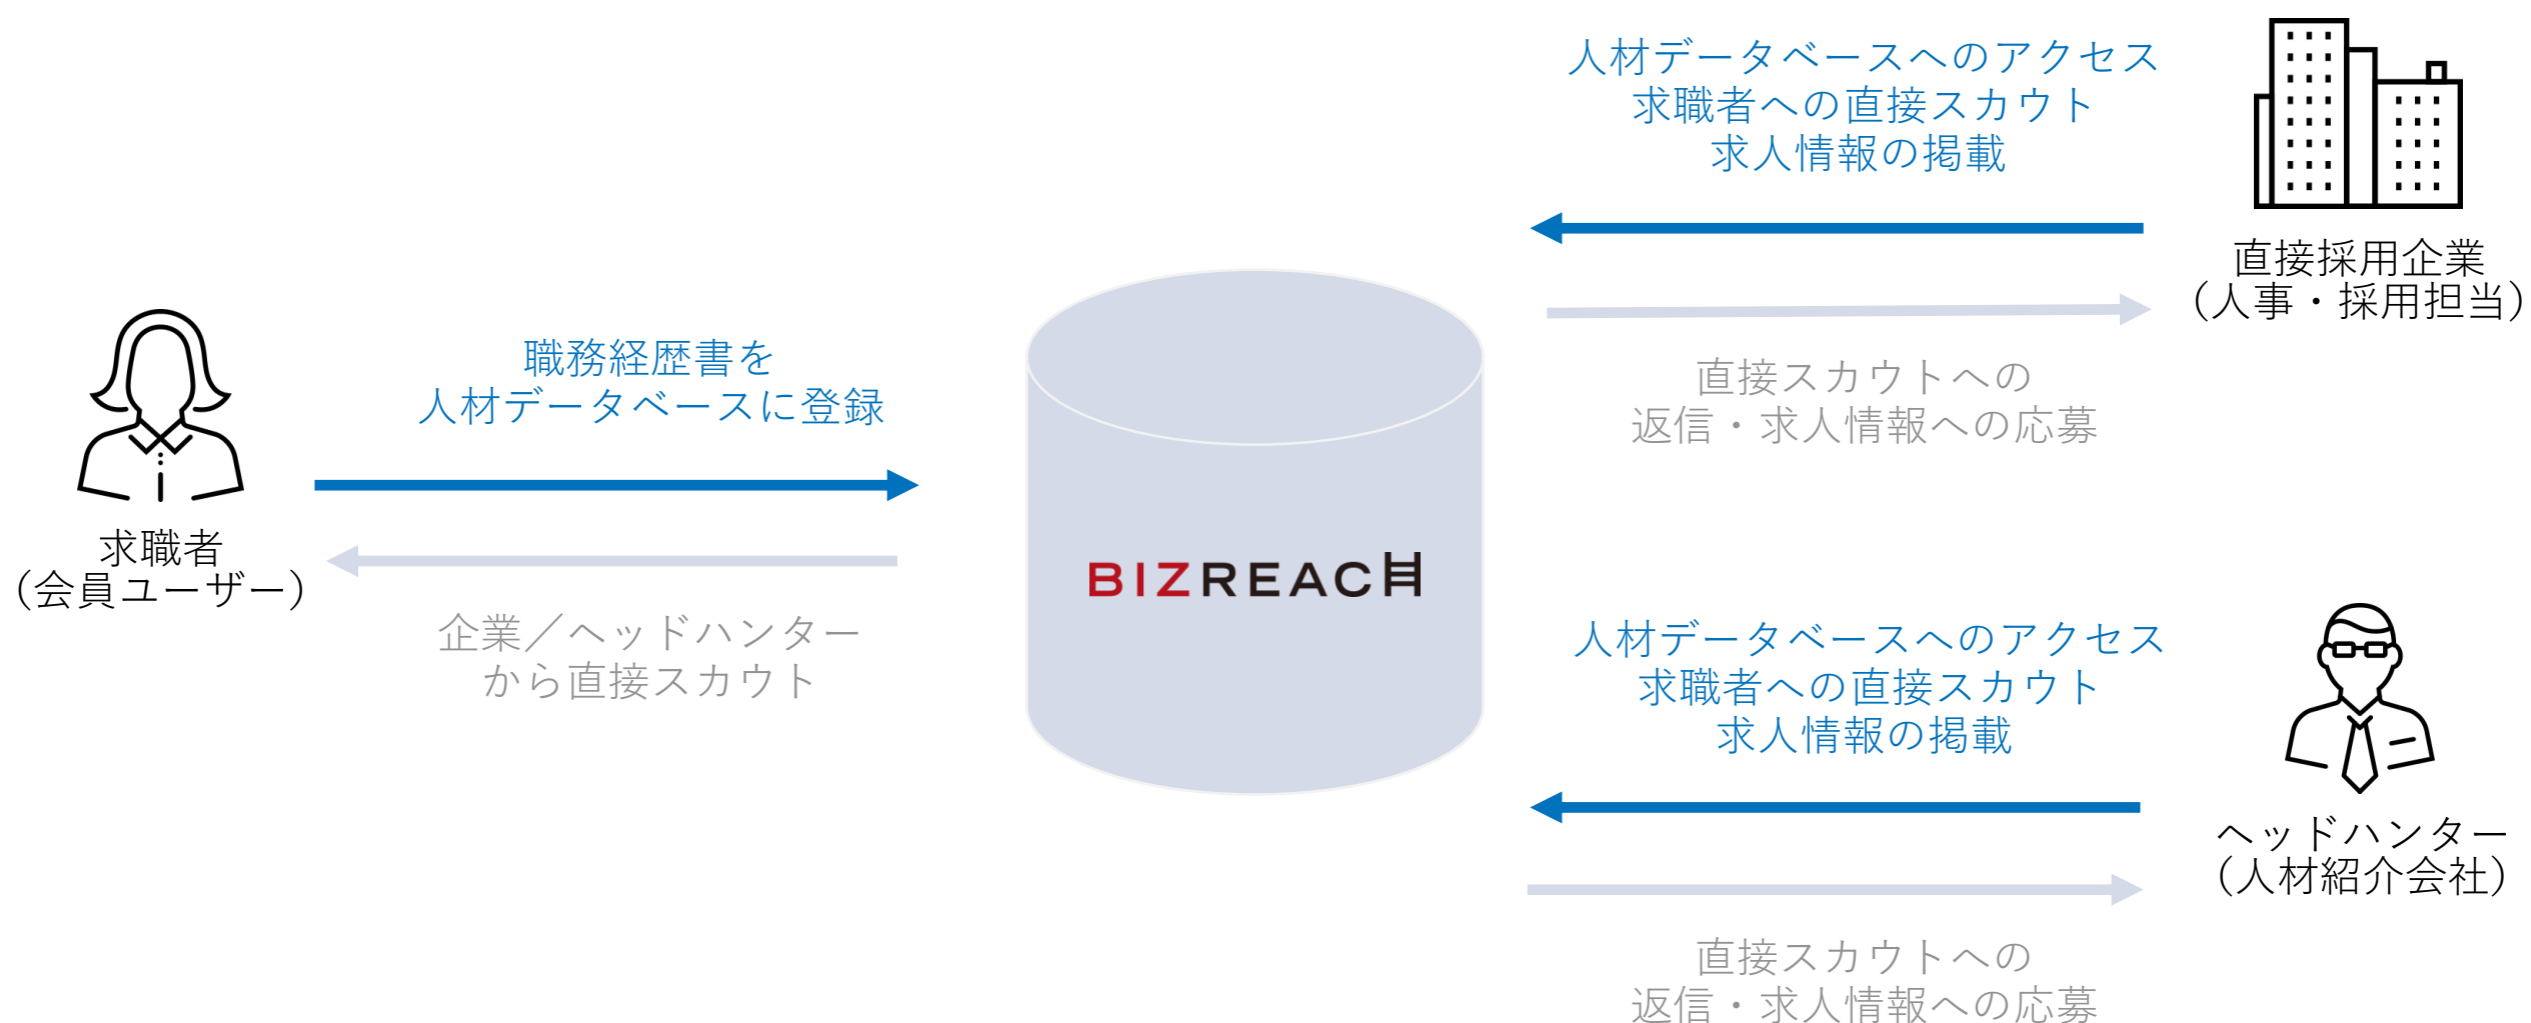 求職者
（会員ユーザー）
職務経歴書を
人材データベースに登録
企業／ヘッドハンター
から直接スカウト
BIZREACH
人材データベースへのアクセス
求職者への直接スカウト
求人情報の掲載
直接スカウトへの
返信・求人情報への応募
直接採用企業
（人事・採用担当）
人材データベースへのアクセス
求職者への直接スカウト
求人情報の掲載
直接スカウトへの
返信・求人情報への応募
ヘッドハンター
（人材紹介会社）